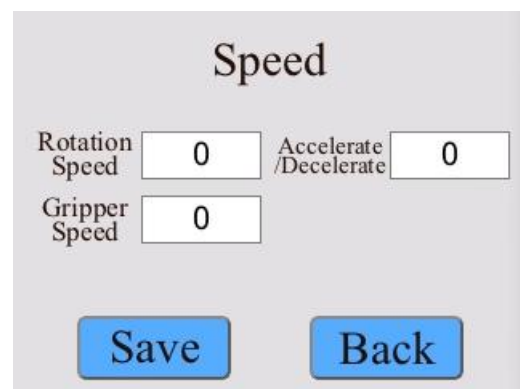 Speed
Rotation
Speed
0
Accelerate
/Decelerate
0
Gripper
Speed
0
Save
Back